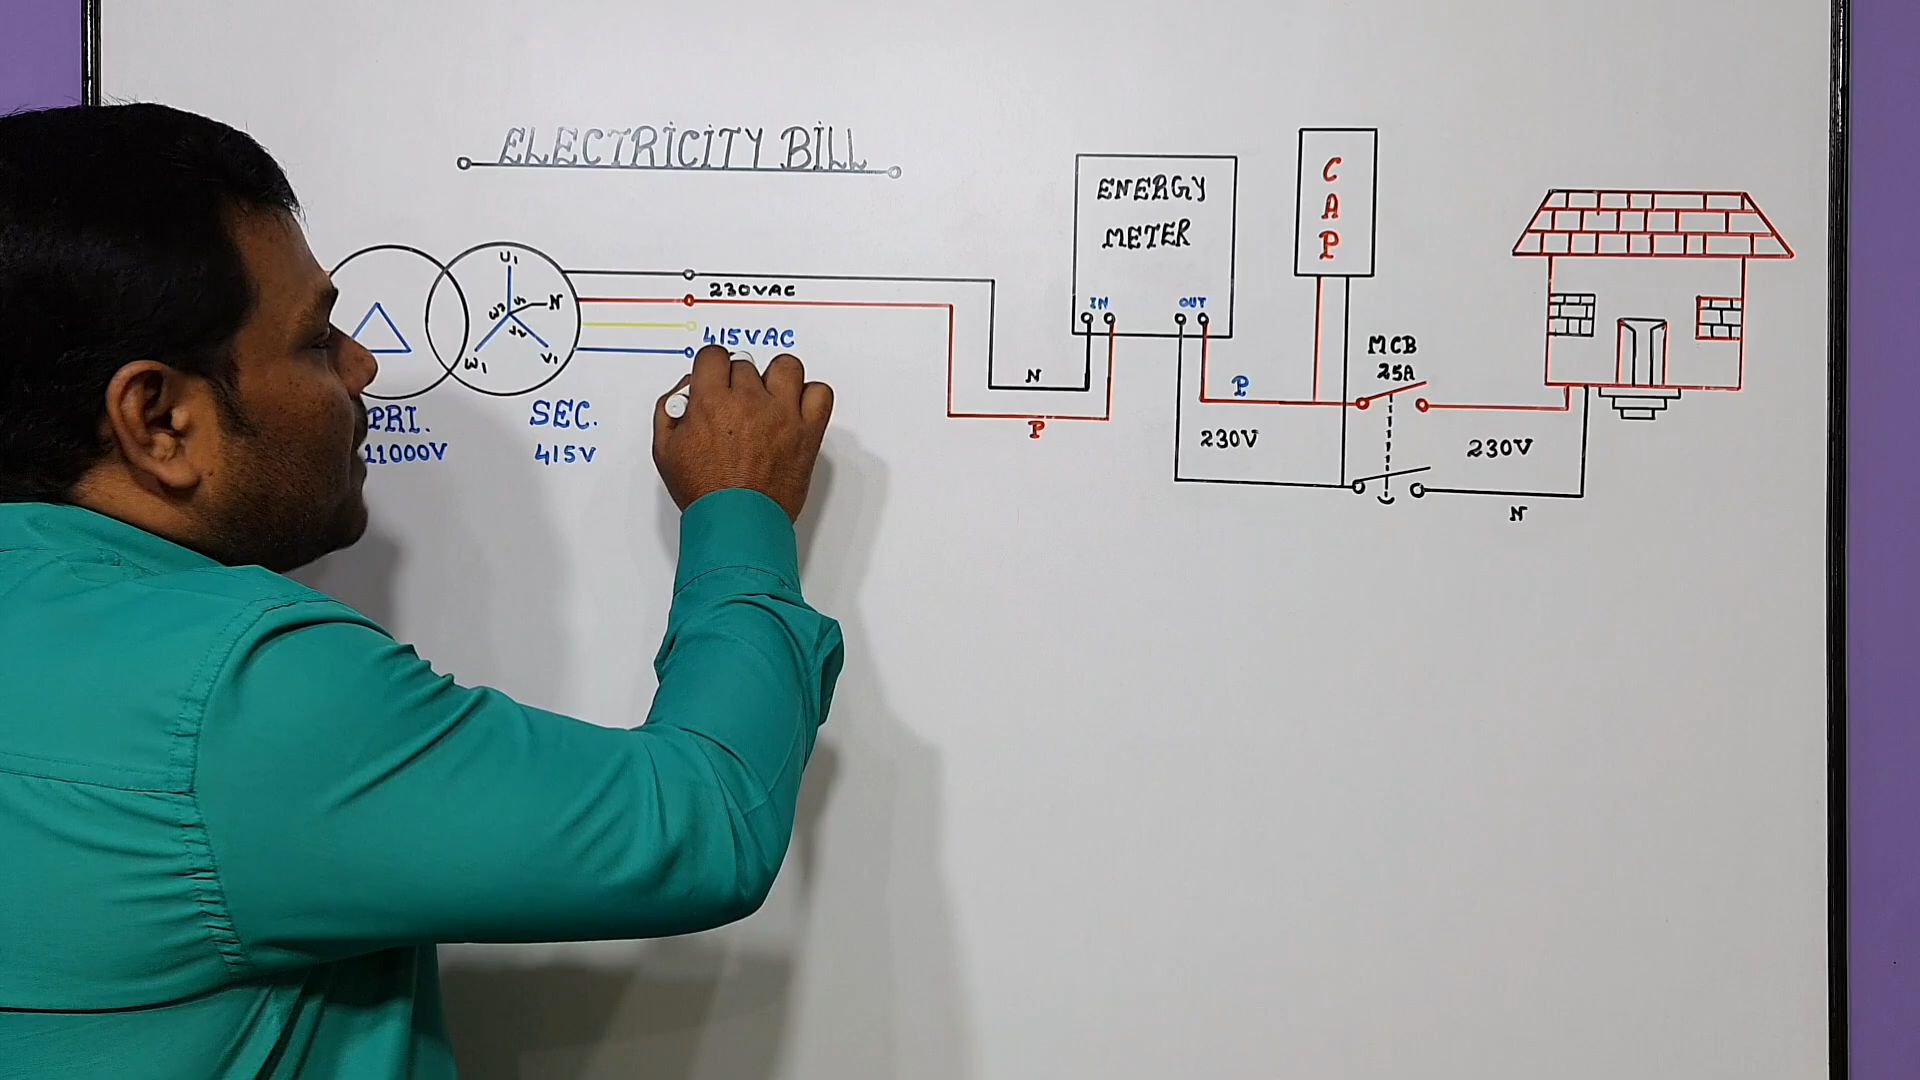 ELECTRICITY BILL
U1
W2 U2 N
V2
W1 V1
PRI.
11000V
SEC.
415V
230VAC
415VAC
N
P
ENERGY
METER
IN OUT
P
230V
C
A
P
MCB
25A
230V
N